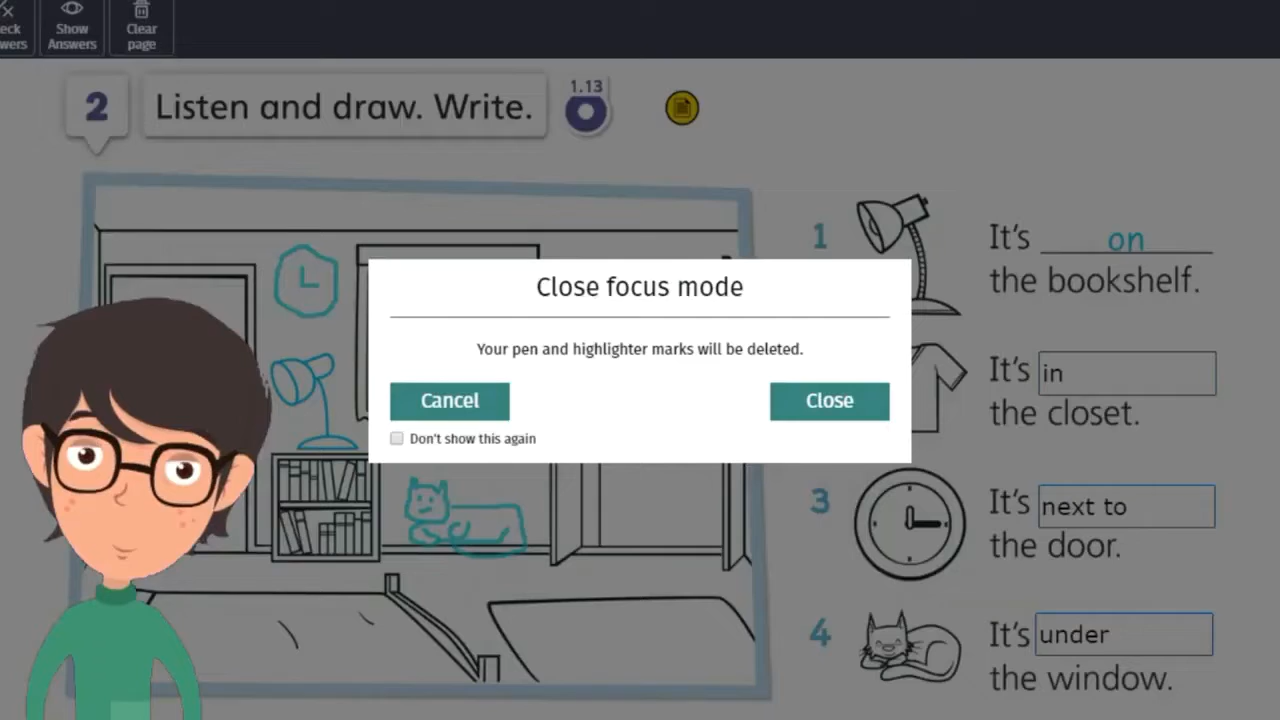 eck
wers
Show
Answers
Clear
page
2
Listen and draw. Write.
1.13
1
It's on
the bookshelf.
Close focus mode
Your pen and highlighter marks will be deleted.
Cancel
Close
Don't show this again
It's in
the closet.
3
It's next to
the door.
4
It's under
the window.